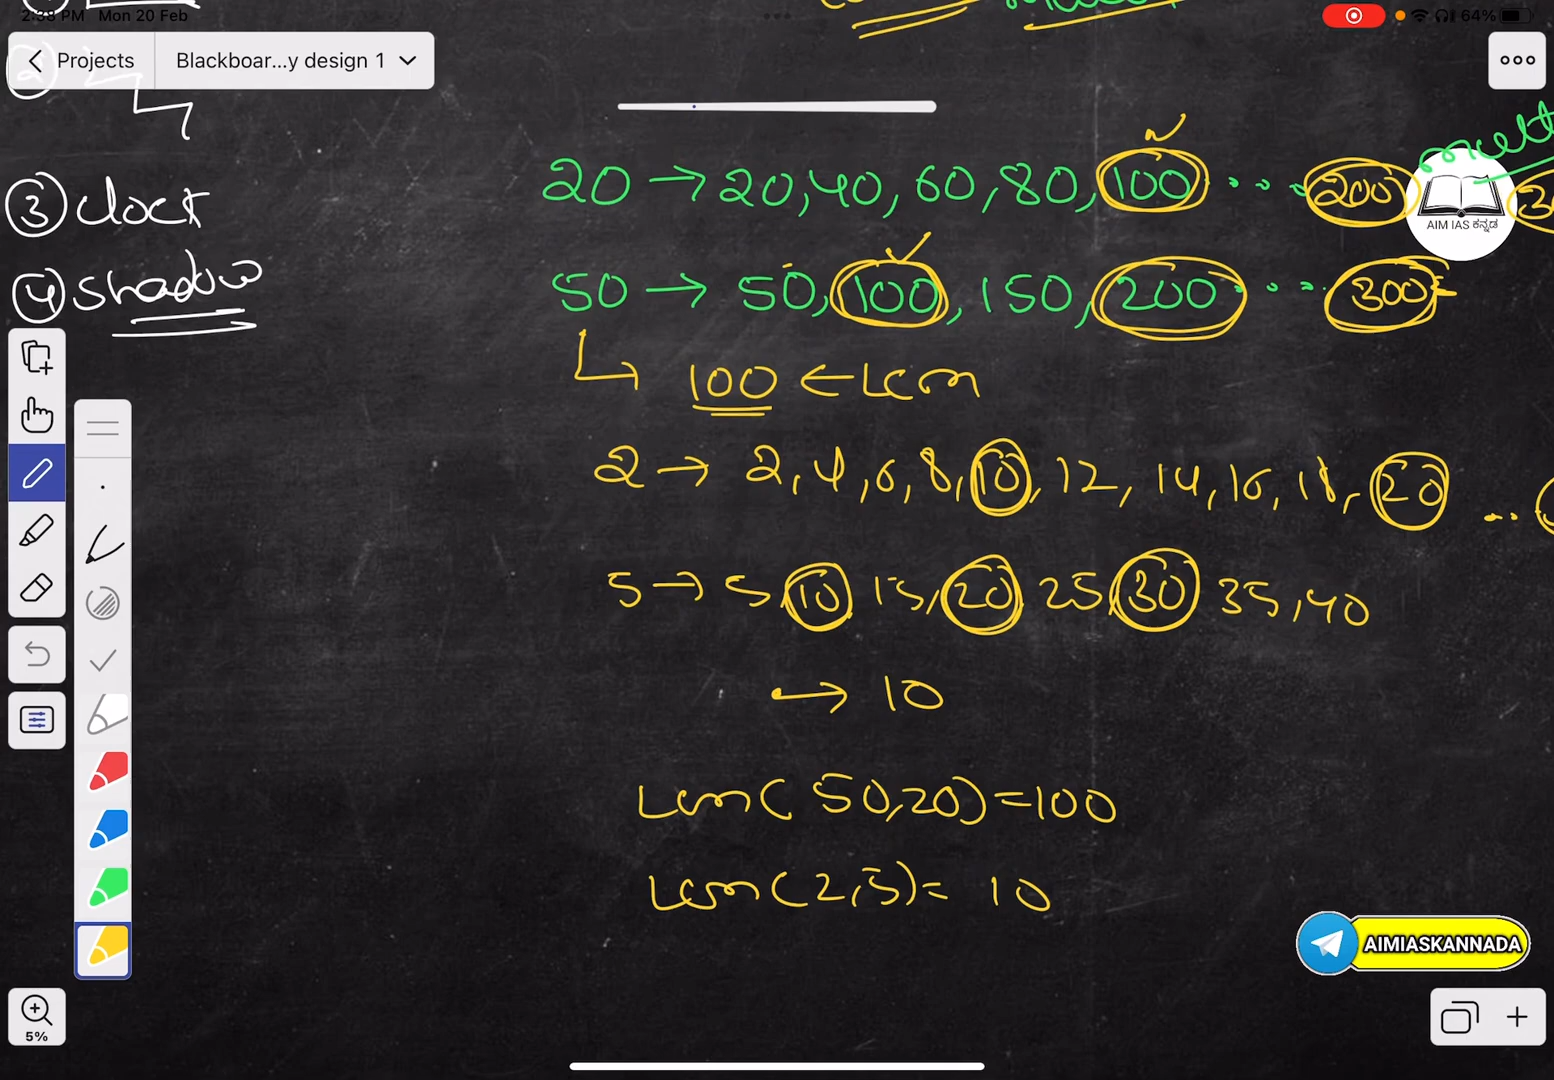 2:38 PM Mon 20 Feb
64%
Projects
Blackboar...y design 1
③ clock
④ shadow
mult
20 → 20, 40, 60, 80, 100 ... 200
AIM IAS ಕನ್ನಡ
50 → 50, 100, 150, 200 ... 300
100 ← Lcm
2 → 2, 4, 6, 8, 10, 12, 14, 16, 18, 20 ...
5 → 5, 10 15, 20 25, 30 35, 40
→ 10
Lcm( 50, 20) = 100
Lcm(2,5) = 10
AIMIASKANNADA
5%